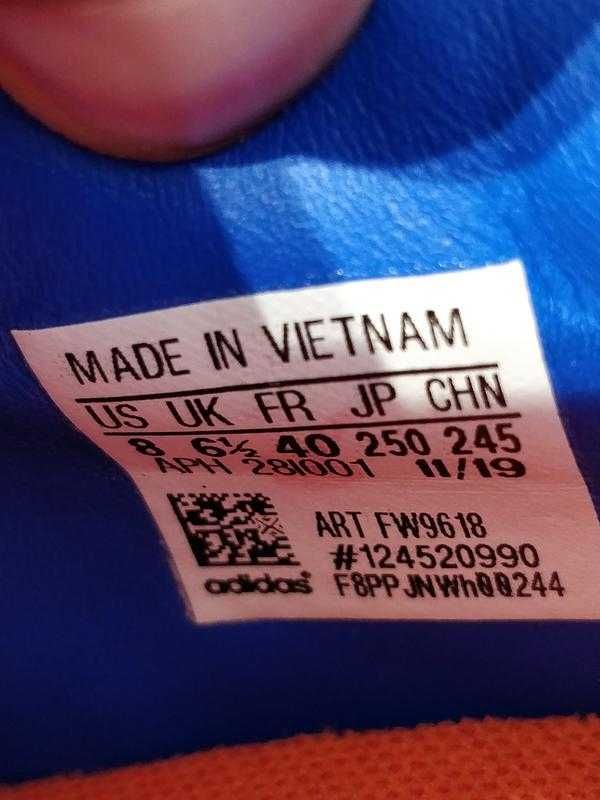 MADE IN VIETNAM
US UK FR JP CHN
8 6½ 40 250 245
APH 28I001 11/19
ART FW9618
#124520990
adidas F8PPJNWh00244